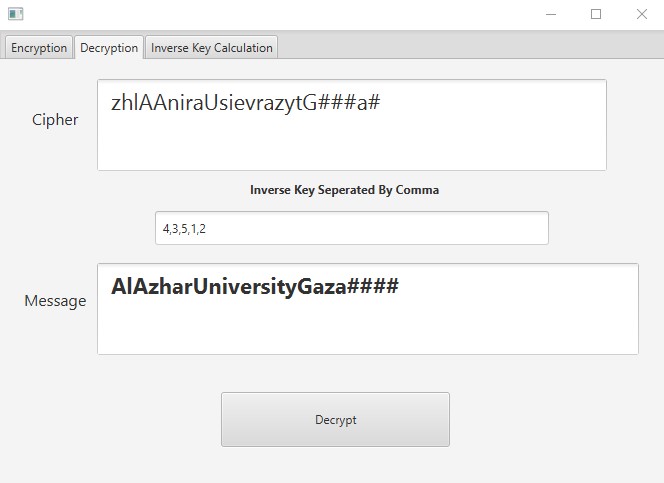 Encryption Decryption Inverse Key Calculation
Cipher zhlAAniraUsievrazytG###a#
Inverse Key Seperated By Comma
4,3,5,1,2
Message AlAzharUniversityGaza####
Decrypt